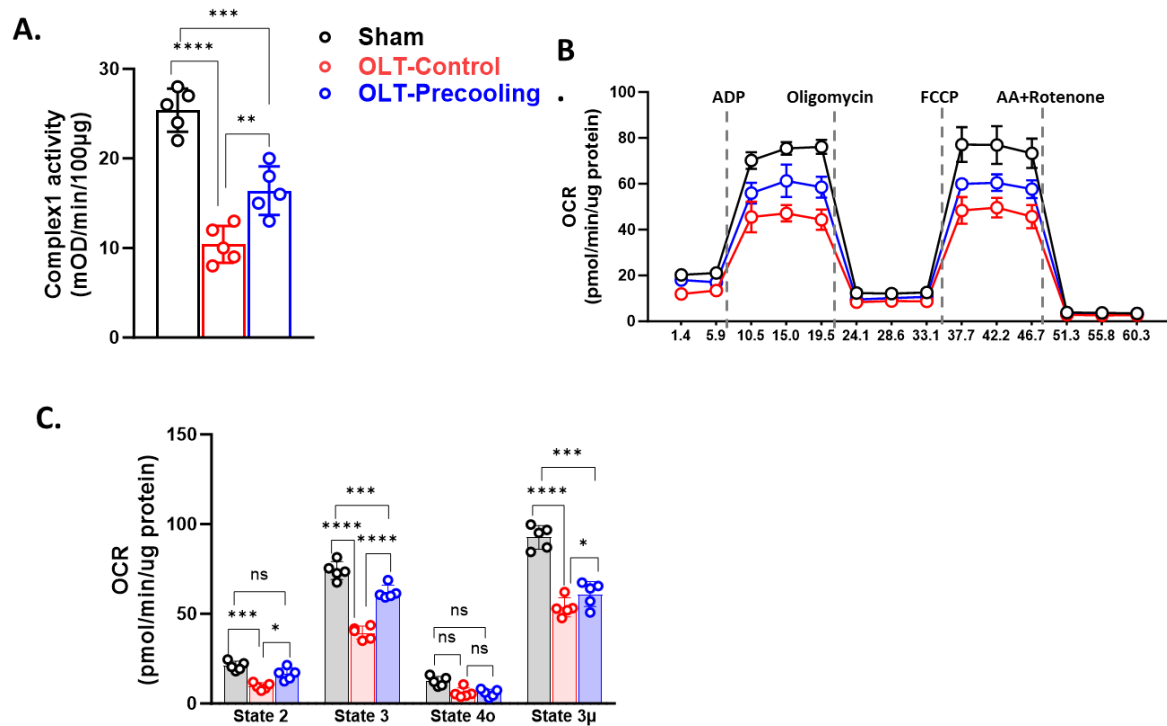 A.
***
****
**
Sham
OLT-Control
OLT-Precooling
Complex1 activity
(mOD/min/100µg)
30
20
10
0
B
.
ADP
Oligomycin
FCCP
AA+Rotenone
OCR
(pmol/min/ug protein)
100
80
60
40
20
0
1.4 5.9 10.5 15.0 19.5 24.1 28.6 33.1 37.7 42.2 46.7 51.3 55.8 60.3
C.
OCR
(pmol/min/ug protein)
150
100
50
0
ns
***
*
***
****
****
ns
ns
ns
***
****
*
State 2 State 3 State 4o State 3µ